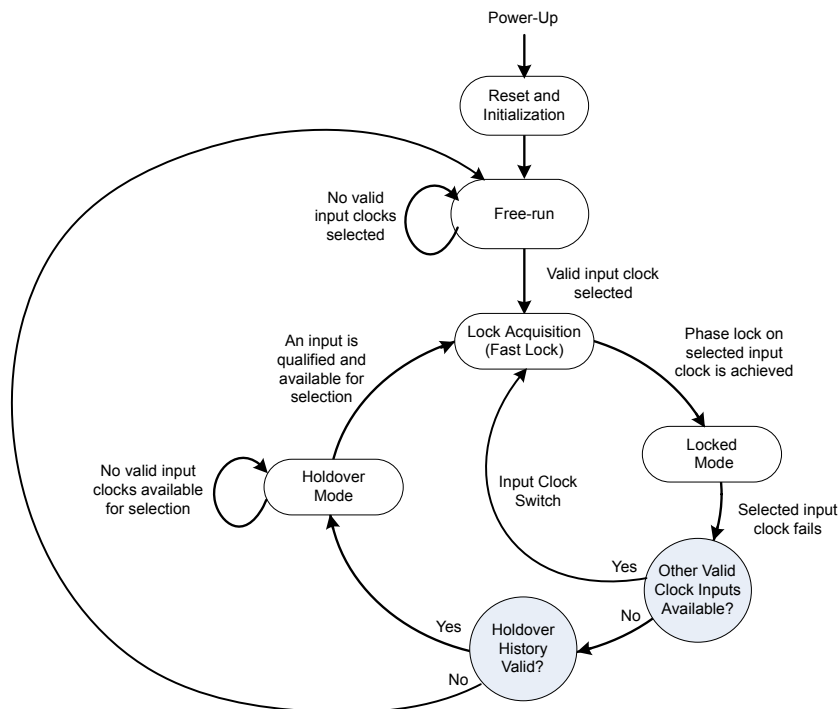 Power-Up
Reset and
Initialization
No valid
input clocks
selected
Free-run
Valid input clock
selected
An input is
qualified and
available for
selection
Lock Acquisition
(Fast Lock)
Phase lock on
selected input
clock is achieved
No valid input
clocks available
for selection
Holdover
Mode
Input Clock
Switch
Locked
Mode
Selected input
clock fails
Yes
Other Valid
Clock Inputs
Available?
No
Yes
Holdover
History
Valid?
No